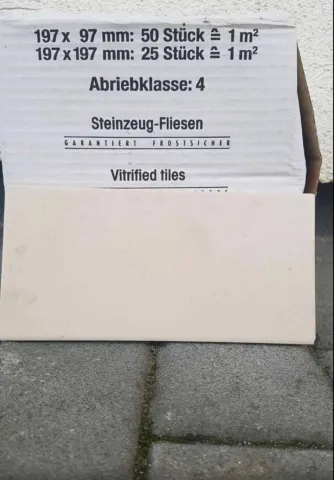 197 x 97 mm: 50 Stück ≙ 1 m²
197 x 197 mm: 25 Stück ≙ 1 m²
Abriebklasse: 4
Steinzeug-Fliesen
GARANTIERT FROSTSICHER
Vitrified tiles